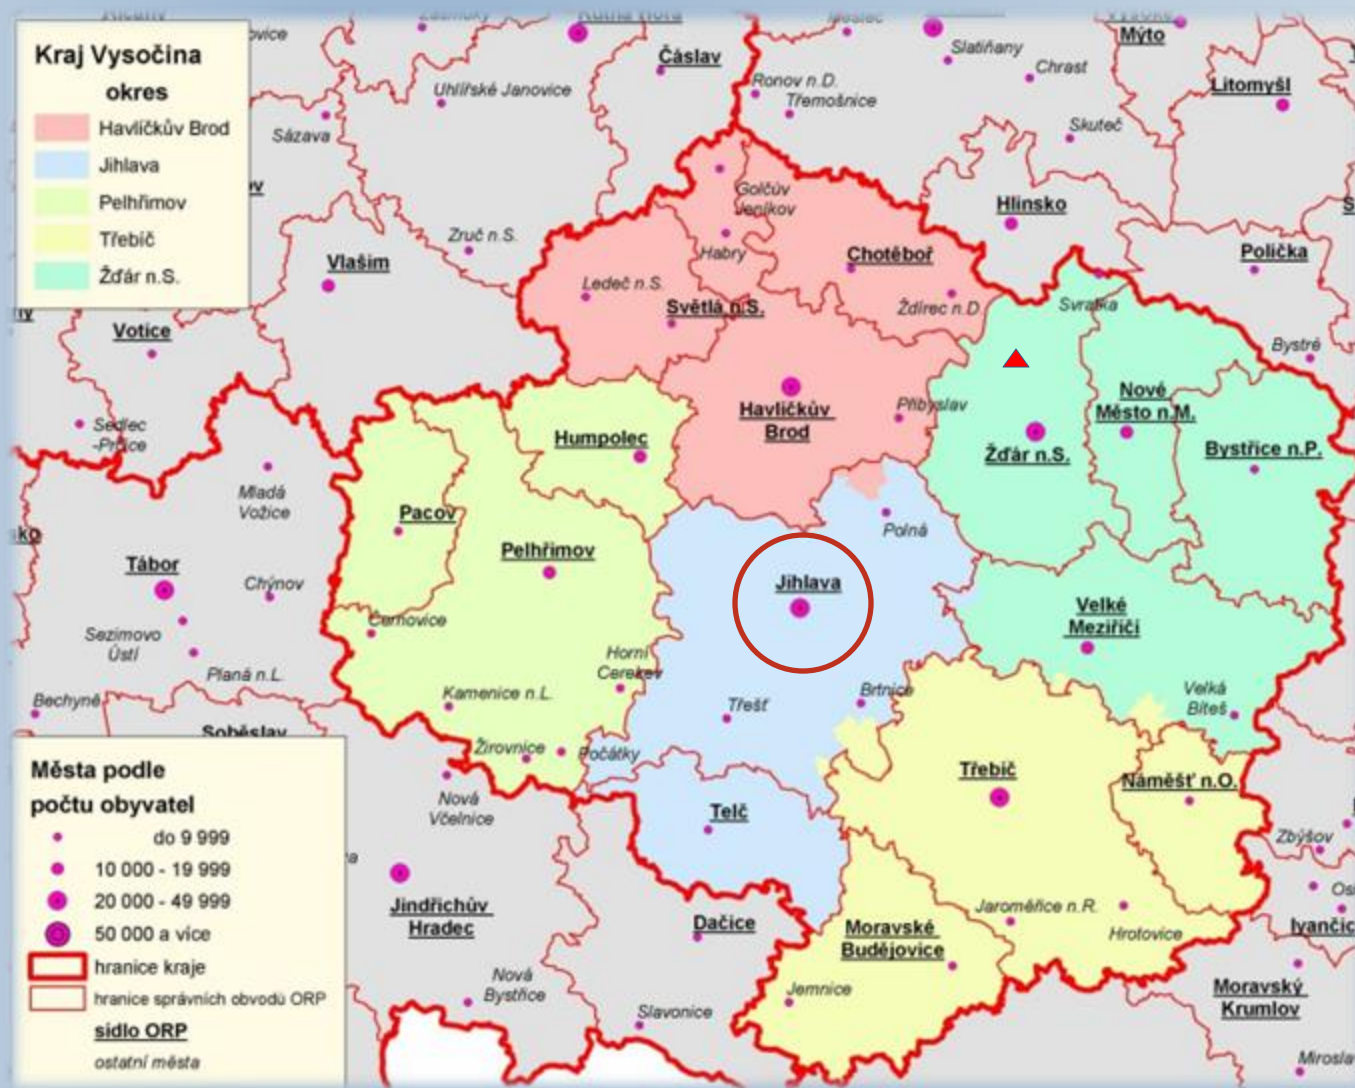 Kraj Vysočina
okres
Havlíčkův Brod
Jihlava
Pelhřimov
Třebíč
Žďár n.S.
Kutná Hora
Čáslav
Uhlířské Janovice
Sázava
Ronov n.D.
Třemošnice
Slatiňany
Chrast
Skuteč
Vysoké
Mýto
Litomyšl
Hlinsko
Polička
Bystré
Golčův
Jeníkov
Habry
Chotěboř
Ždírec n.D.
Ledeč n.S.
Světlá n.S.
Zruč n.S.
Vlašim
Votice
Sedlec
-Prčice
Svratka
Havlíčkův
Brod
Přibyslav
Nové
Město n.M.
Žďár n.S.
Bystřice n.P.
Humpolec
Mladá
Vožice
Pacov
Pelhřimov
Polná
Tábor
Chýnov
Jihlava
Sezimovo
Ústí
Planá n.L.
Černovice
Velké
Meziříčí
Horní
Cerekev
Bechyně
Kamenice n.L.
Třešť
Brtnice
Velká
Bíteš
Soběslav
Žirovnice
Počátky
Města podle
počtu obyvatel
do 9 999
10 000 - 19 999
20 000 - 49 999
50 000 a více
hranice kraje
hranice správních obvodů ORP
sídlo ORP
ostatní města
Nová
Včelnice
Telč
Třebíč
Náměšť n.O.
Zbýšov
Jindřichův
Hradec
Dačice
Moravské
Budějovice
Jaroměřice n.R.
Hrotovice
Nová
Bystřice
Slavonice
Jemnice
Moravský
Krumlov